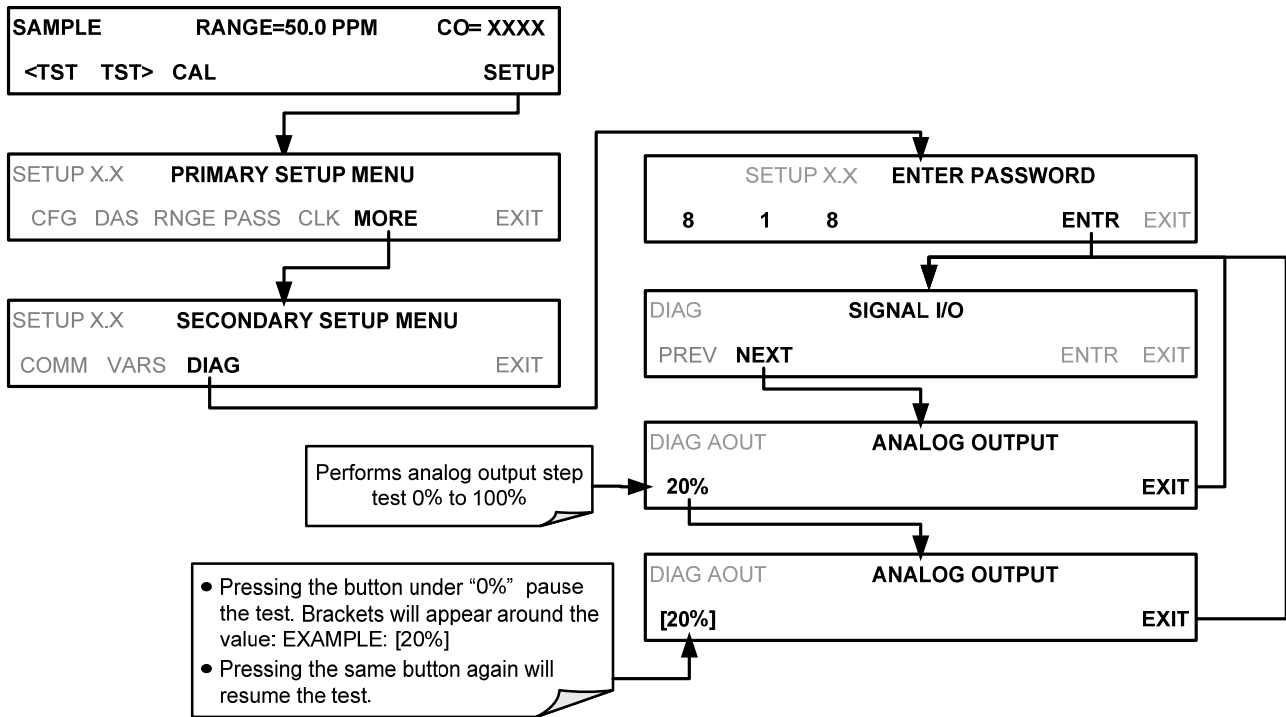 SAMPLE RANGE=50.0 PPM CO= XXXX
<TST TST> CAL SETUP
SETUP X.X PRIMARY SETUP MENU
CFG DAS RNGE PASS CLK MORE EXIT
SETUP X.X SECONDARY SETUP MENU
COMM VARS DIAG EXIT
SETUP X.X ENTER PASSWORD
8 1 8 ENTR EXIT
DIAG SIGNAL I/O
PREV NEXT ENTR EXIT
DIAG AOUT ANALOG OUTPUT
20% EXIT
Performs analog output step
test 0% to 100%
DIAG AOUT ANALOG OUTPUT
[20%] EXIT
• Pressing the button under “0%” pause
the test. Brackets will appear around the
value: EXAMPLE: [20%]
• Pressing the same button again will
resume the test.